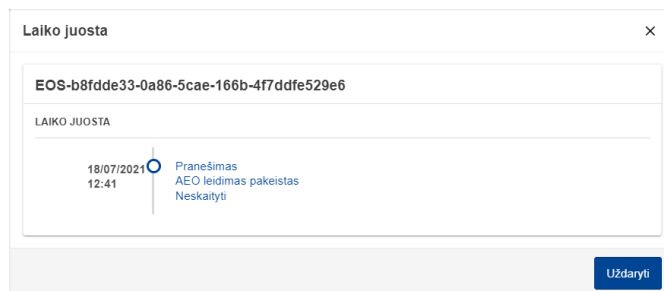 Laiko juosta
EOS-b8fdde33-0a86-5cae-166b-4f7ddfe529e6
LAIKO JUOSTA
18/07/2021
12:41
Pranešimas
AEO leidimas pakeistas
Neskaityti
Uždaryti